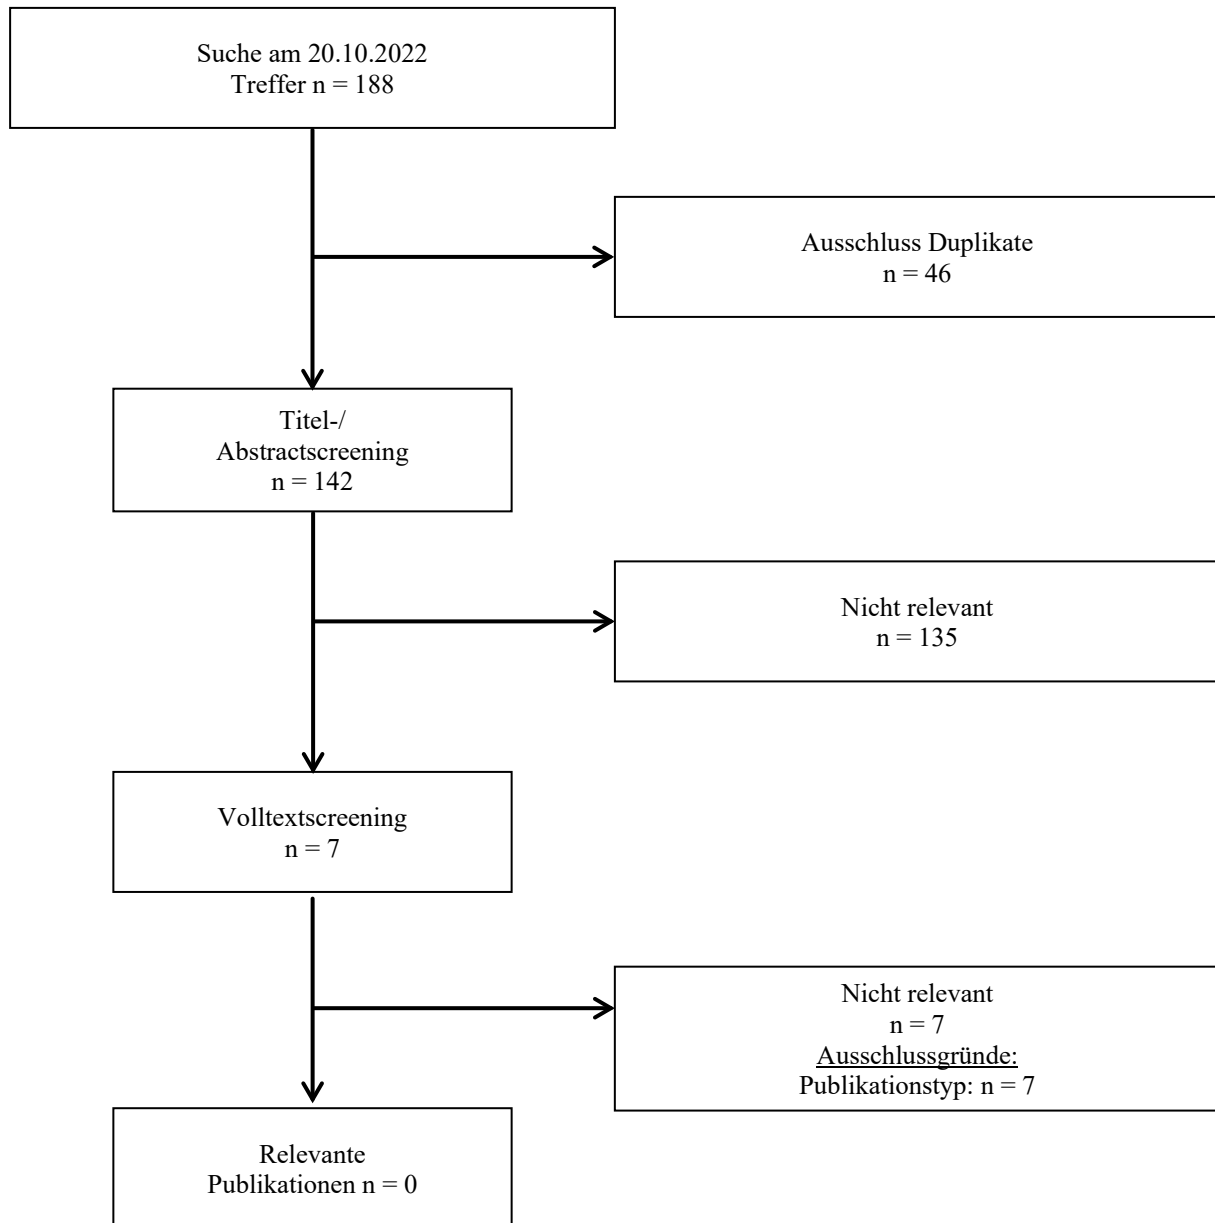 Suche am 20.10.2022
Treffer n = 188
Ausschluss Duplikate
n = 46
Titel-/
Abstractscreening
n = 142
Nicht relevant
n = 135
Volltextscreening
n = 7
Nicht relevant
n = 7
Ausschlussgründe:
Publikationstyp: n = 7
Relevante
Publikationen n = 0